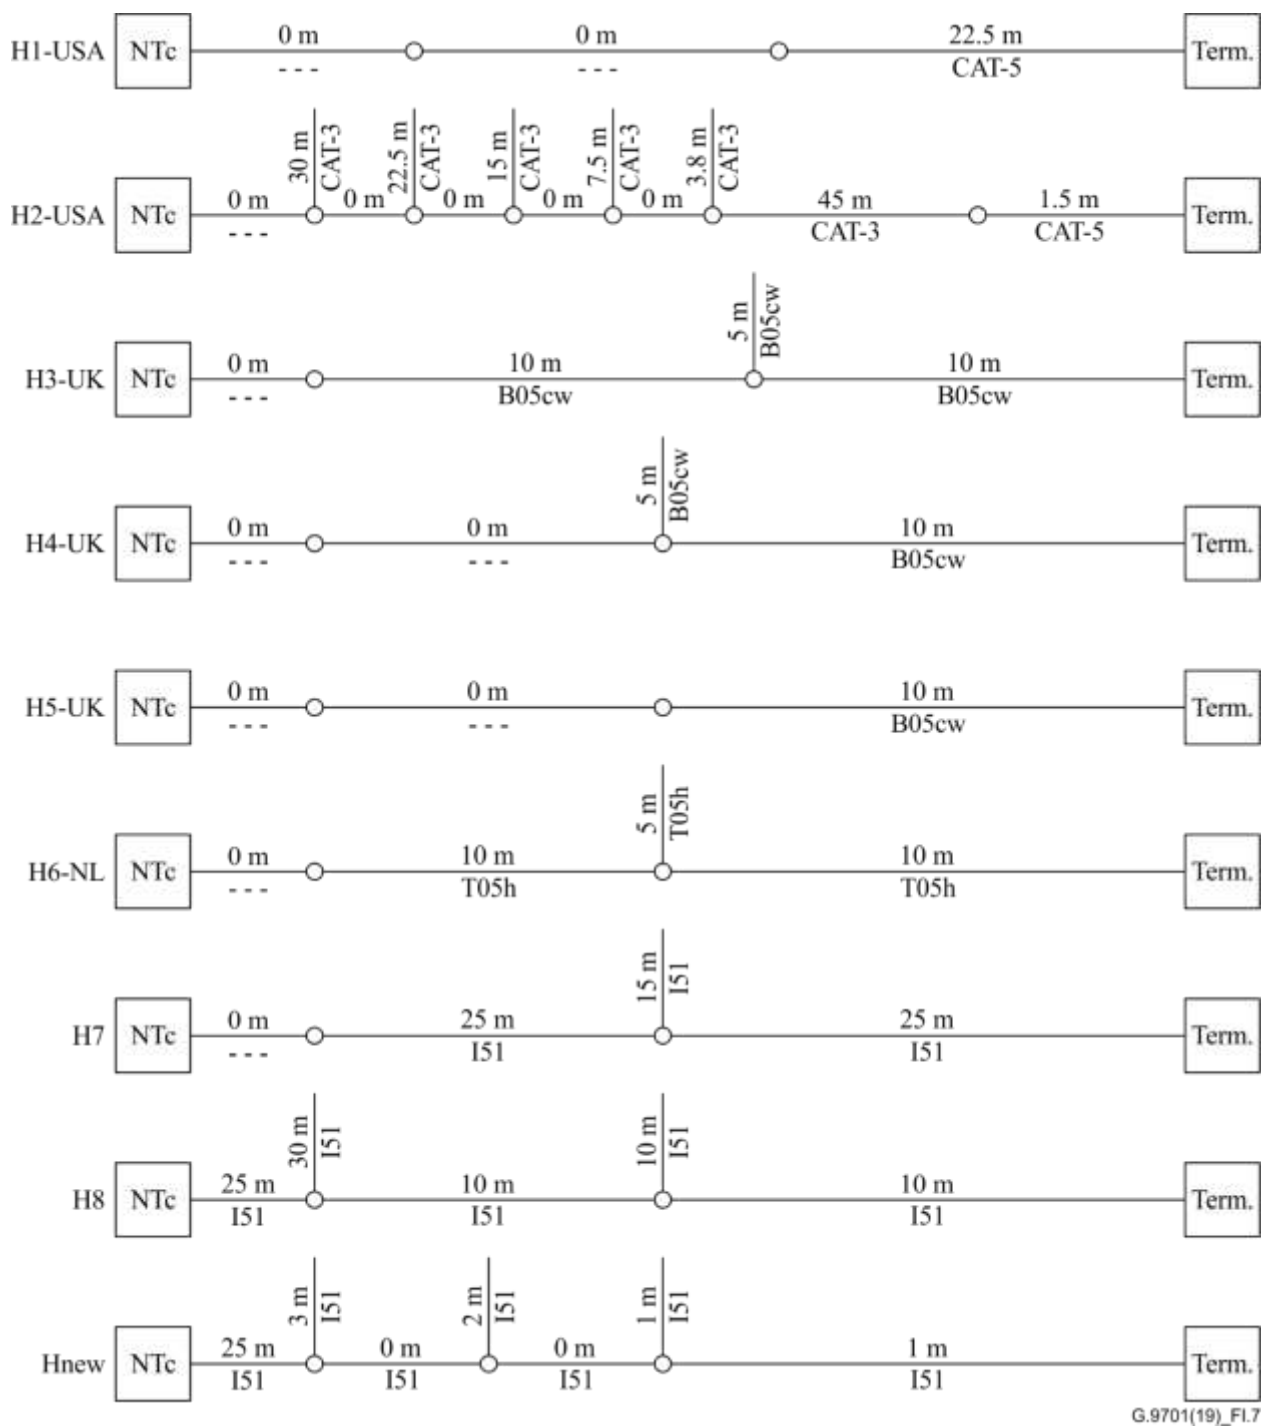 H1-USA NTc 0 m 0 m 22.5 m Term.
- - - - - - CAT-5
30 m CAT-3 22.5 m CAT-3 15 m CAT-3 7.5 m CAT-3 3.8 m CAT-3
H2-USA NTc 0 m 0 m 0 m 0 m 0 m 45 m 1.5 m Term.
- - - CAT-3 CAT-5
5 m B05cw
H3-UK NTc 0 m 10 m 10 m Term.
- - - B05cw B05cw
5 m B05cw
H4-UK NTc 0 m 0 m 10 m Term.
- - - - - - B05cw
H5-UK NTc 0 m 0 m 10 m Term.
- - - - - - B05cw
5 m T05h
H6-NL NTc 0 m 10 m 10 m Term.
- - - T05h T05h
15 m I51
H7 NTc 0 m 25 m 25 m Term.
- - - I51 I51
30 m I51 10 m I51
H8 NTc 25 m 10 m 10 m Term.
I51 I51 I51
3 m I51 2 m I51 1 m I51
Hnew NTc 25 m 0 m 0 m 1 m Term.
I51 I51 I51 I51
G.9701(19)_FI.7